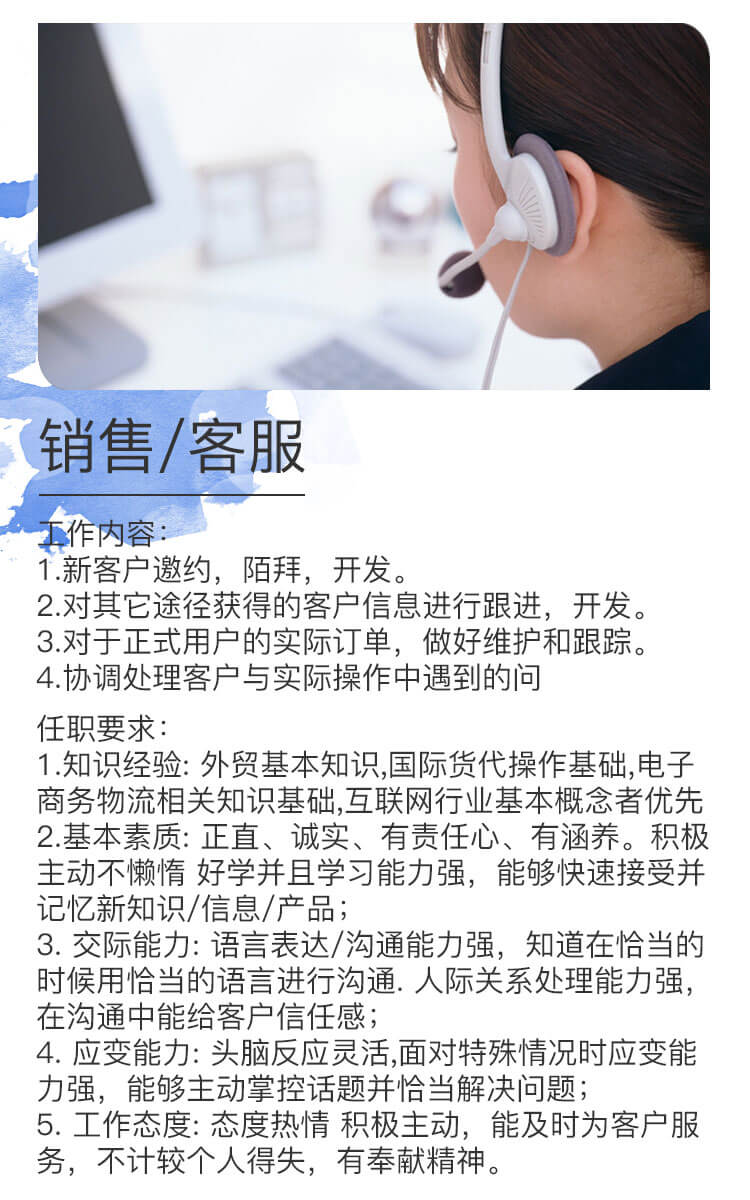 销售/客服
工作内容：
1.新客户邀约，陌拜，开发。
2.对其它途径获得的客户信息进行跟进，开发。
3.对于正式用户的实际订单，做好维护和跟踪。
4.协调处理客户与实际操作中遇到的问
任职要求：
1.知识经验: 外贸基本知识,国际货代操作基础,电子
商务物流相关知识基础,互联网行业基本概念者优先
2.基本素质: 正直、诚实、有责任心、有涵养。积极
主动不懒惰 好学并且学习能力强，能够快速接受并
记忆新知识/信息/产品；
3. 交际能力: 语言表达/沟通能力强，知道在恰当的
时候用恰当的语言进行沟通. 人际关系处理能力强，
在沟通中能给客户信任感；
4. 应变能力: 头脑反应灵活,面对特殊情况时应变能
力强，能够主动掌控话题并恰当解决问题；
5. 工作态度: 态度热情 积极主动，能及时为客户服
务，不计较个人得失，有奉献精神。